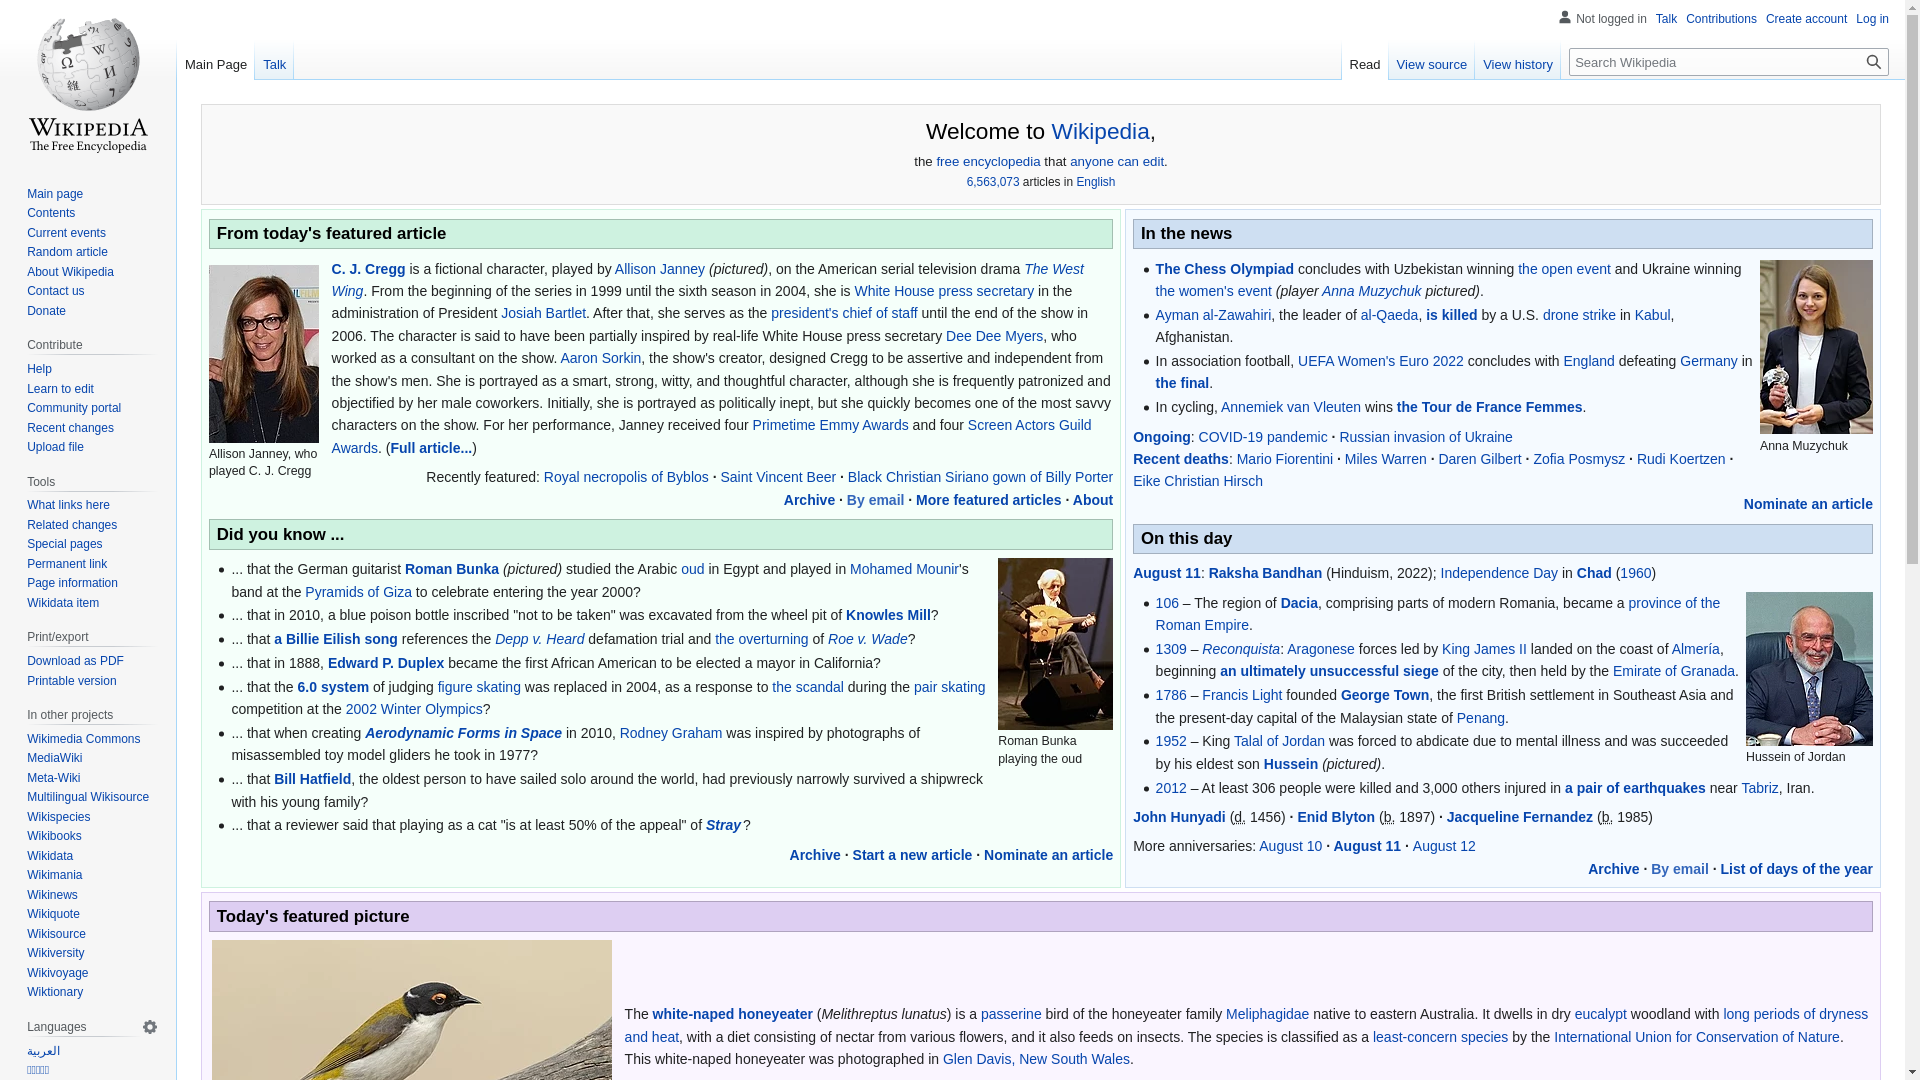 Not logged in Talk Contributions Create account Log in
Main Page Talk
Read View source View history Search Wikipedia
WIKIPEDIA
The Free Encyclopedia
Main page
Contents
Current events
Random article
About Wikipedia
Contact us
Donate
Contribute
Help
Learn to edit
Community portal
Recent changes
Upload file
Tools
What links here
Related changes
Special pages
Permanent link
Page information
Wikidata item
Print/export
Download as PDF
Printable version
In other projects
Wikimedia Commons
MediaWiki
Meta-Wiki
Multilingual Wikisource
Wikispecies
Wikibooks
Wikidata
Wikimania
Wikinews
Wikiquote
Wikisource
Wikiversity
Wikivoyage
Wiktionary
Languages
العربية
Welcome to Wikipedia,
the free encyclopedia that anyone can edit.
6,563,073 articles in English
From today's featured article
C. J. Cregg is a fictional character, played by Allison Janney (pictured), on the American serial television drama The West
Wing. From the beginning of the series in 1999 until the sixth season in 2004, she is White House press secretary in the
administration of President Josiah Bartlet. After that, she serves as the president's chief of staff until the end of the show in
2006. The character is said to have been partially inspired by real-life White House press secretary Dee Dee Myers, who
worked as a consultant on the show. Aaron Sorkin, the show's creator, designed Cregg to be assertive and independent from
the show's men. She is portrayed as a smart, strong, witty, and thoughtful character, although she is frequently patronized and
objectified by her male coworkers. Initially, she is portrayed as politically inept, but she quickly becomes one of the most savvy
characters on the show. For her performance, Janney received four Primetime Emmy Awards and four Screen Actors Guild
Awards. (Full article...)
Allison Janney, who
played C. J. Cregg
Recently featured: Royal necropolis of Byblos · Saint Vincent Beer · Black Christian Siriano gown of Billy Porter
Archive · By email · More featured articles · About
Did you know ...
... that the German guitarist Roman Bunka (pictured) studied the Arabic oud in Egypt and played in Mohamed Mounir's
band at the Pyramids of Giza to celebrate entering the year 2000?
... that in 2010, a blue poison bottle inscribed "not to be taken" was excavated from the wheel pit of Knowles Mill?
... that a Billie Eilish song references the Depp v. Heard defamation trial and the overturning of Roe v. Wade?
... that in 1888, Edward P. Duplex became the first African American to be elected a mayor in California?
... that the 6.0 system of judging figure skating was replaced in 2004, as a response to the scandal during the pair skating
competition at the 2002 Winter Olympics?
... that when creating Aerodynamic Forms in Space in 2010, Rodney Graham was inspired by photographs of
misassembled toy model gliders he took in 1977?
... that Bill Hatfield, the oldest person to have sailed solo around the world, had previously narrowly survived a shipwreck
with his young family?
... that a reviewer said that playing as a cat "is at least 50% of the appeal" of Stray?
Roman Bunka
playing the oud
Archive · Start a new article · Nominate an article
In the news
The Chess Olympiad concludes with Uzbekistan winning the open event and Ukraine winning
the women's event (player Anna Muzychuk pictured).
Ayman al-Zawahiri, the leader of al-Qaeda, is killed by a U.S. drone strike in Kabul,
Afghanistan.
In association football, UEFA Women's Euro 2022 concludes with England defeating Germany in
the final.
In cycling, Annemiek van Vleuten wins the Tour de France Femmes.
Anna Muzychuk
Ongoing: COVID-19 pandemic · Russian invasion of Ukraine
Recent deaths: Mario Fiorentini · Miles Warren · Daren Gilbert · Zofia Posmysz · Rudi Koertzen ·
Eike Christian Hirsch
Nominate an article
On this day
August 11: Raksha Bandhan (Hinduism, 2022); Independence Day in Chad (1960)
106 – The region of Dacia, comprising parts of modern Romania, became a province of the
Roman Empire.
1309 – Reconquista: Aragonese forces led by King James II landed on the coast of Almería,
beginning an ultimately unsuccessful siege of the city, then held by the Emirate of Granada.
1786 – Francis Light founded George Town, the first British settlement in Southeast Asia and
the present-day capital of the Malaysian state of Penang.
1952 – King Talal of Jordan was forced to abdicate due to mental illness and was succeeded
by his eldest son Hussein (pictured).
2012 – At least 306 people were killed and 3,000 others injured in a pair of earthquakes near Tabriz, Iran.
Hussein of Jordan
John Hunyadi (d. 1456) · Enid Blyton (b. 1897) · Jacqueline Fernandez (b. 1985)
More anniversaries: August 10 · August 11 · August 12
Archive · By email · List of days of the year
Today's featured picture
The white-naped honeyeater (Melithreptus lunatus) is a passerine bird of the honeyeater family Meliphagidae native to eastern Australia. It dwells in dry eucalypt woodland with long periods of dryness
and heat, with a diet consisting of nectar from various flowers, and it also feeds on insects. The species is classified as a least-concern species by the International Union for Conservation of Nature.
This white-naped honeyeater was photographed in Glen Davis, New South Wales.